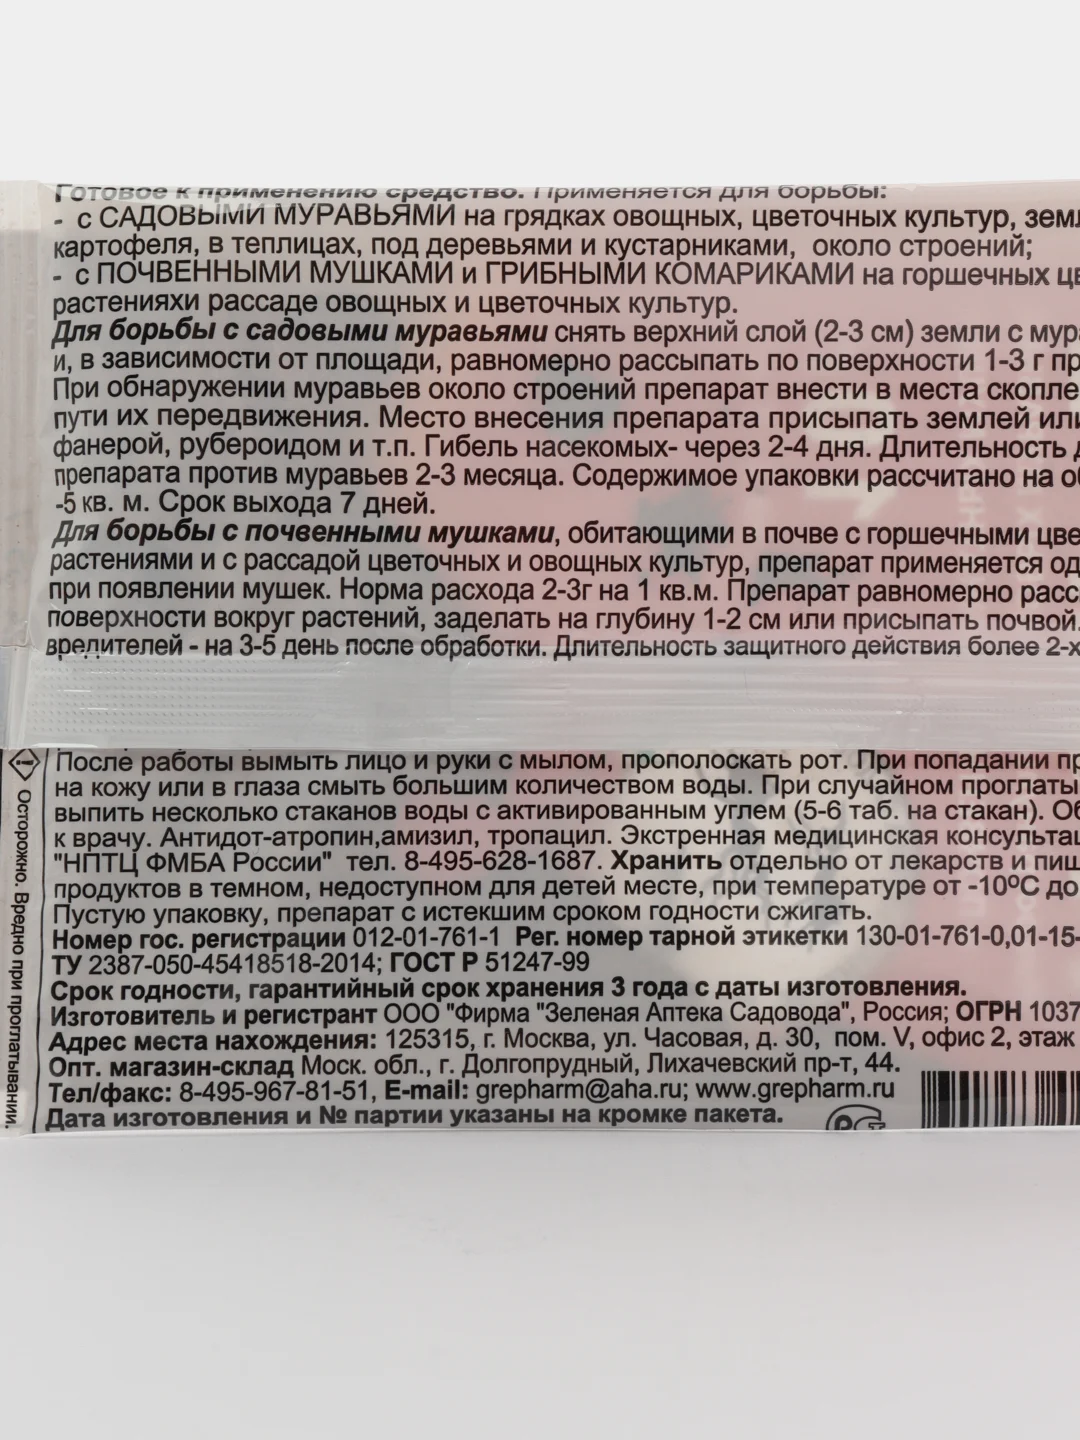 Готовое к применению средство. Применяется для борьбы:
- с САДОВЫМИ МУРАВЬЯМИ на грядках овощных, цветочных культур,
картофеля, в теплицах, под деревьями и кустарниками, около строений;
- с ПОЧВЕННЫМИ МУШКАМИ и ГРИБНЫМИ КОМАРИКАМИ на горшечных
растенияхи рассаде овощных и цветочных культур.
Для борьбы с садовыми муравьями снять верхний слой (2-3 см) земли с
и, в зависимости от площади, равномерно рассыпать по поверхности 1-3 г
При обнаружении муравьев около строений препарат внести в места
пути их передвижения. Место внесения препарата присыпать землей или
фанерой, рубероидом и т.п. Гибель насекомых- через 2-4 дня. Длительность
препарата против муравьев 2-3 месяца. Содержимое упаковки рассчитано на
-5 кв. м. Срок выхода 7 дней.
Для борьбы с почвенными мушками, обитающими в почве с горшечными
растениями и с рассадой цветочных и овощных культур, препарат применяется
при появлении мушек. Норма расхода 2-3г на 1 кв.м. Препарат равномерно
поверхности вокруг растений, заделать на глубину 1-2 см или присыпать почвой.
вредителей - на 3-5 день после обработки. Длительность защитного действия более 2-х
После работы вымыть лицо и руки с мылом, прополоскать рот. При попадании
на кожу или в глаза смыть большим количеством воды. При случайном
выпить несколько стаканов воды с активированным углем (5-6 таб. на стакан).
к врачу. Антидот-атропин,амизил, тропацил. Экстренная медицинская
"НПТЦ ФМБА России" тел. 8-495-628-1687. Хранить отдельно от лекарств и
продуктов в темном, недоступном для детей месте, при температуре от -10ºС до
Пустую упаковку, препарат с истекшим сроком годности сжигать.
Номер гос. регистрации 012-01-761-1 Рег. номер тарной этикетки 130-01-761-0,01-15-
ТУ 2387-050-45418518-2014; ГОСТ Р 51247-99
Срок годности, гарантийный срок хранения 3 года с даты изготовления.
Изготовитель и регистрант ООО "Фирма "Зеленая Аптека Садовода", Россия; ОГРН 1037
Адрес места нахождения: 125315, г. Москва, ул. Часовая, д. 30, пом. V, офис 2, этаж
Опт. магазин-склад Моск. обл., г. Долгопрудный, Лихачевский пр-т, 44.
Тел/факс: 8-495-967-81-51, E-mail: grepharm@aha.ru; www.grepharm.ru
Дата изготовления и № партии указаны на кромке пакета.
Осторожно. Вредно при проглатывании.